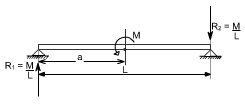 M
R₂ = M/L
a
R₁ = M/L
L